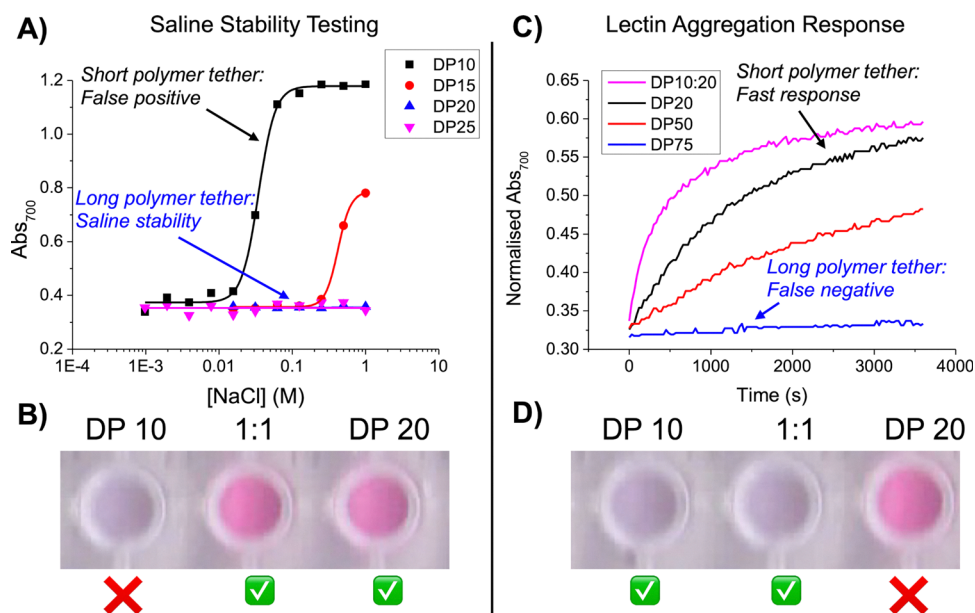 A)
Saline Stability Testing
Short polymer tether:
False positive
DP10
DP15
DP20
DP25
Long polymer tether:
Saline stability
Abs700
1.2
1.0
0.8
0.6
0.4
0.2
1E-4
1E-3
0.01
0.1
1
10
[NaCl] (M)
B)
DP 10
1:1
DP 20
C)
Lectin Aggregation Response
DP10:20
DP20
DP50
DP75
Short polymer tether:
Fast response
Long polymer tether:
False negative
Normalised Abs700
0.65
0.60
0.55
0.50
0.45
0.40
0.35
0.30
0
1000
2000
3000
4000
Time (s)
D)
DP 10
1:1
DP 20